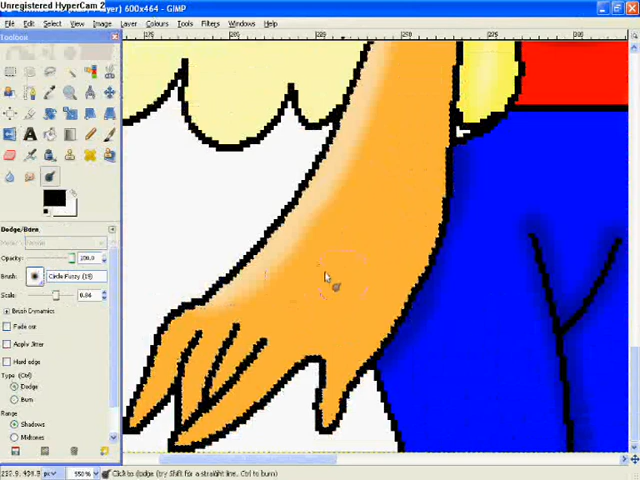 Unregistered HyperCam 2
Layer) 600x464 – GIMP
File Edit Select View Image Layer Colours Tools Filters Windows Help
Toolbox
Dodge/Burn
Opacity:
Brush:
Circle Fuzzy (19)
Scale:
Brush Dynamics
Fade out
Apply Jitter
Hard edge
Type (Ctrl)
Dodge
Burn
Range
Shadows
Midtones
px
550%
Click to dodge (try Shift for a straight line, Ctrl to burn)